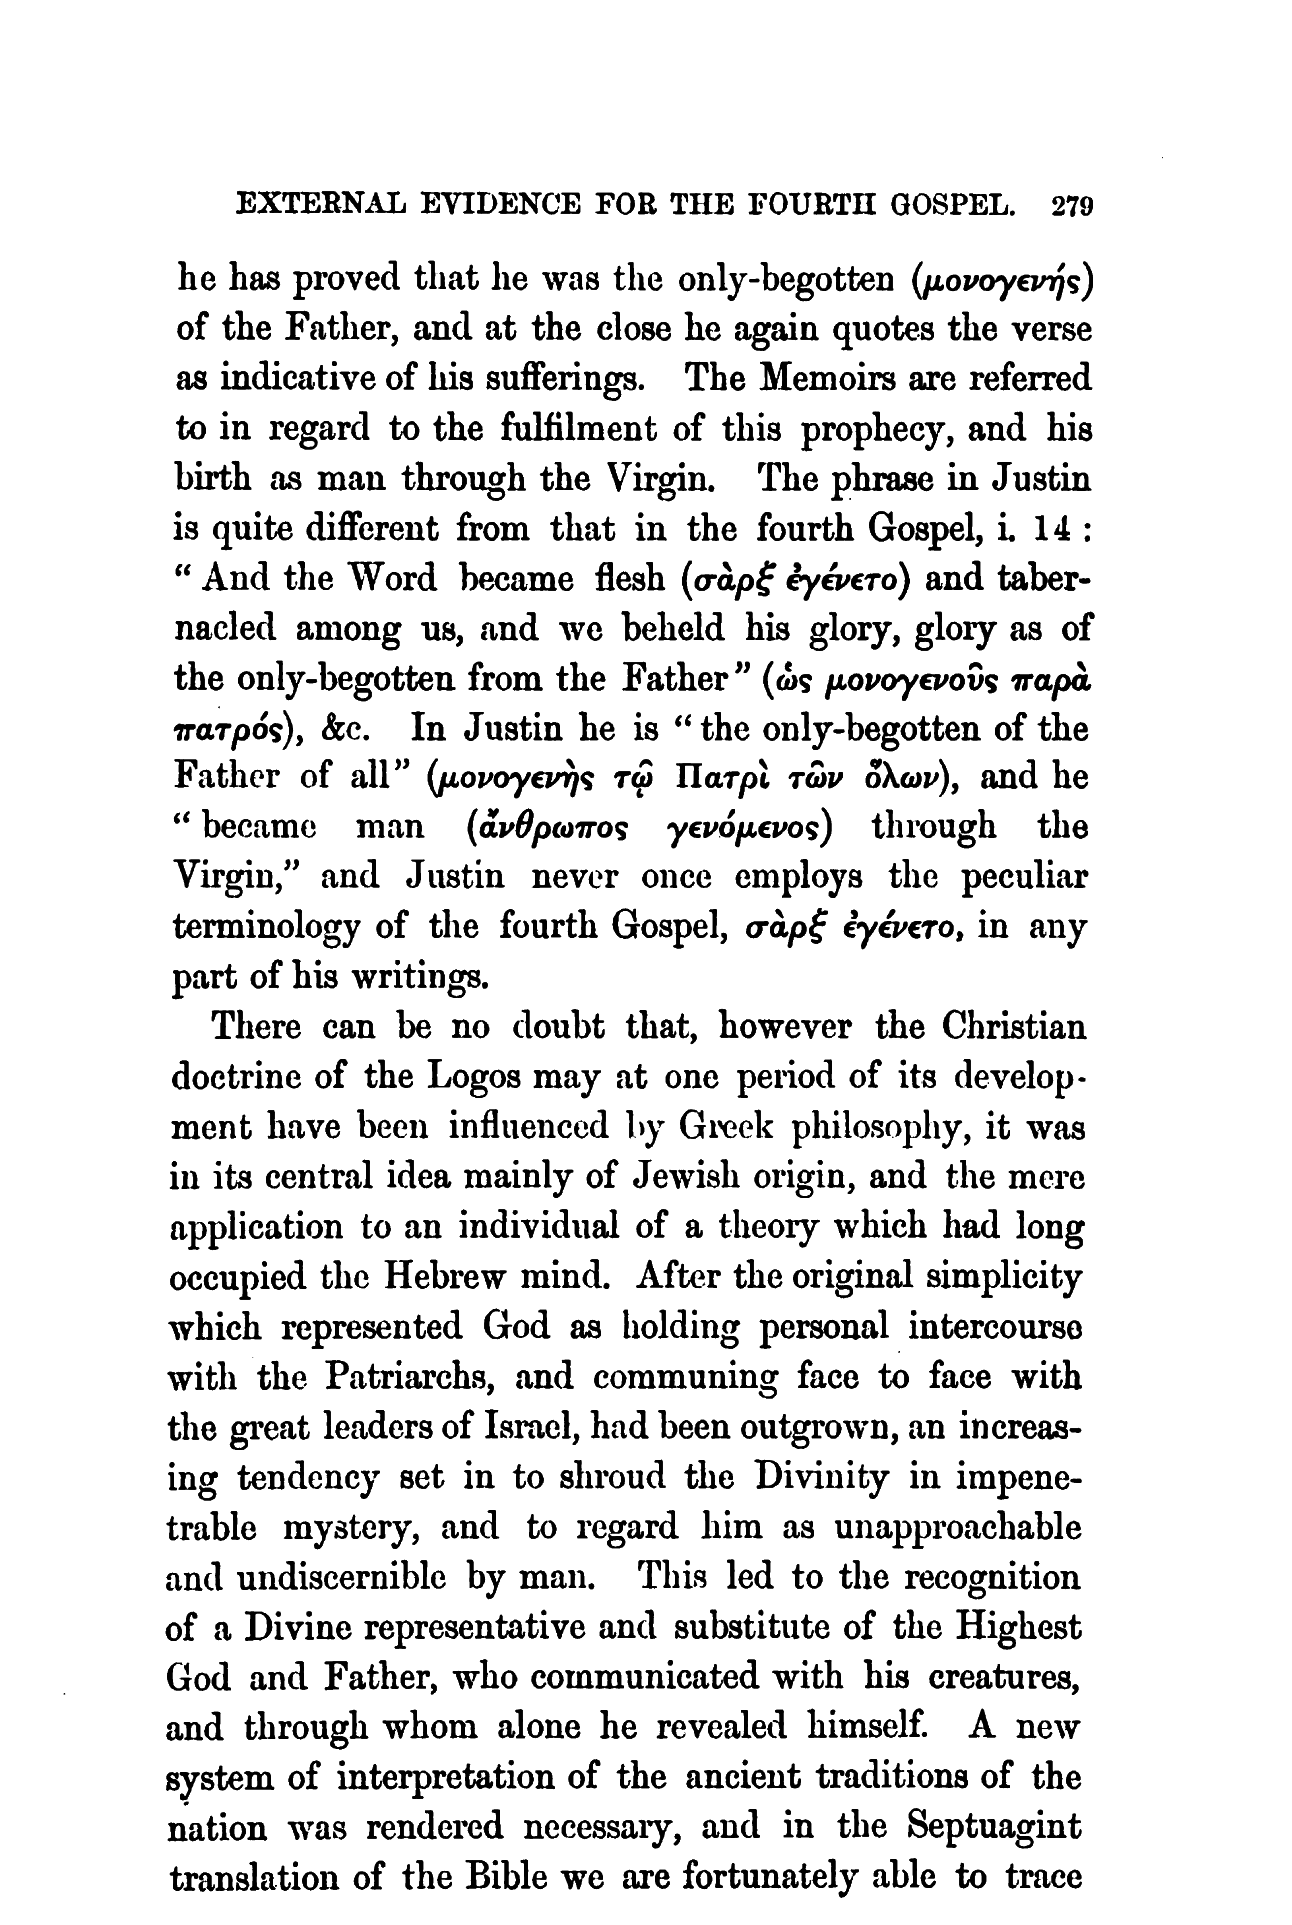 EXTERNAL EVIDENCE FOR THE FOURTH GOSPEL. 279
he has proved that he was the only-begotten (μονογενής)
of the Father, and at the close he again quotes the verse
as indicative of his sufferings. The Memoirs are referred
to in regard to the fulfilment of this prophecy, and his
birth as man through the Virgin. The phrase in Justin
is quite different from that in the fourth Gospel, i. 14 :
“ And the Word became flesh (σὰρξ ἐγένετο) and taber-
nacled among us, and we beheld his glory, glory as of
the only-begotten from the Father” (ὡς μονογενοῦς παρὰ
πατρός), &c. In Justin he is “ the only-begotten of the
Father of all” (μονογενὴς τῷ Πατρὶ τῶν ὅλων), and he
“ became man (ἄνθρωπος γενόμενος) through the
Virgin,” and Justin never once employs the peculiar
terminology of the fourth Gospel, σὰρξ ἐγένετο, in any
part of his writings.
There can be no doubt that, however the Christian
doctrine of the Logos may at one period of its develop-
ment have been influenced by Greek philosophy, it was
in its central idea mainly of Jewish origin, and the mere
application to an individual of a theory which had long
occupied the Hebrew mind. After the original simplicity
which represented God as holding personal intercourse
with the Patriarchs, and communing face to face with
the great leaders of Israel, had been outgrown, an increas-
ing tendency set in to shroud the Divinity in impene-
trable mystery, and to regard him as unapproachable
and undiscernible by man. This led to the recognition
of a Divine representative and substitute of the Highest
God and Father, who communicated with his creatures,
and through whom alone he revealed himself. A new
system of interpretation of the ancient traditions of the
nation was rendered necessary, and in the Septuagint
translation of the Bible we are fortunately able to trace